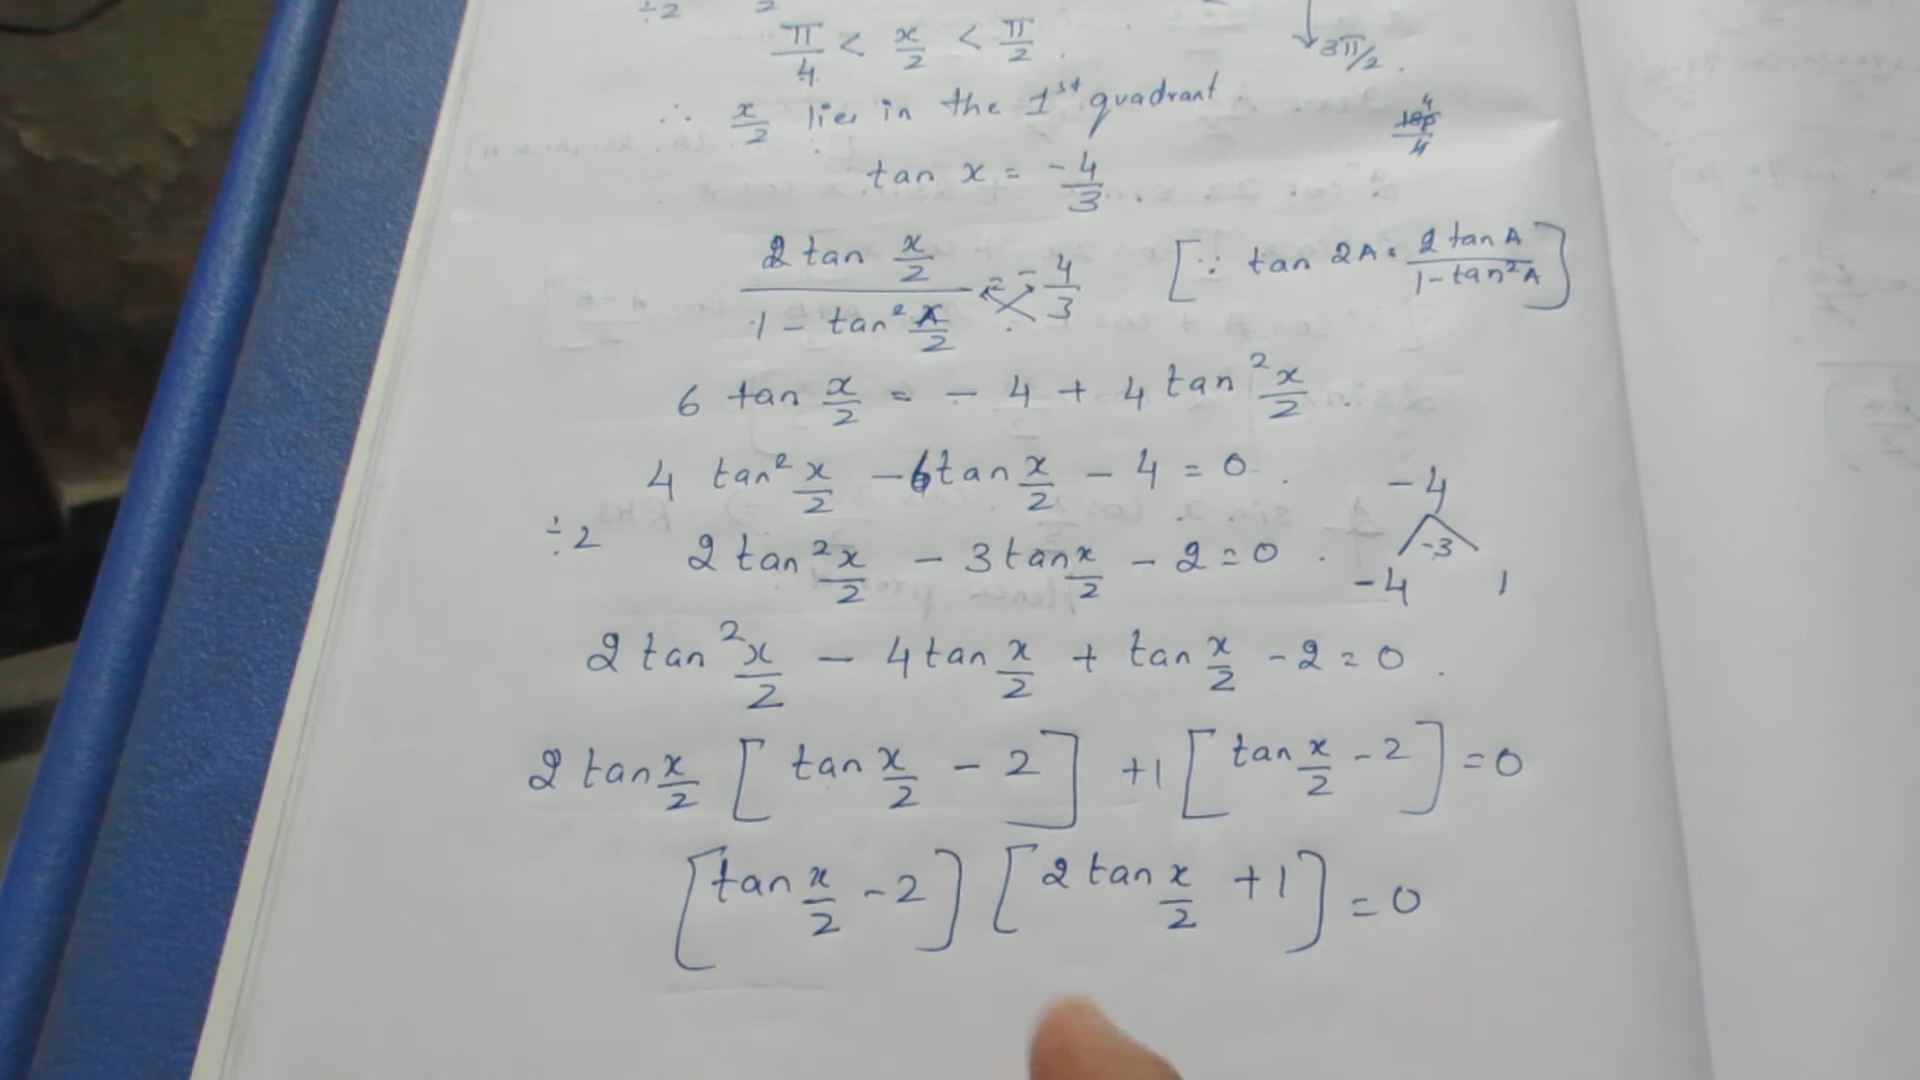 ÷2 2
π/4 < x/2 < π/2 .
3π/2 .
∴ x/2 lies in the 1st quadrant.
tan x = -4/3
2 tan x/2 / 1 - tan² x/2 = -4/3 [∵ tan 2A = 2 tan A / 1 - tan² A]
6 tan x/2 = - 4 + 4 tan² x/2 .
4 tan² x/2 - 6 tan x/2 - 4 = 0 .
÷2 2 tan² x/2 - 3 tan x/2 - 2 = 0 .
-4
-3
-4 1
2 tan² x/2 - 4 tan x/2 + tan x/2 - 2 = 0 .
2 tan x/2 [ tan x/2 - 2 ] +1 [ tan x/2 - 2 ] = 0
[ tan x/2 - 2 ] [ 2 tan x/2 + 1 ] = 0